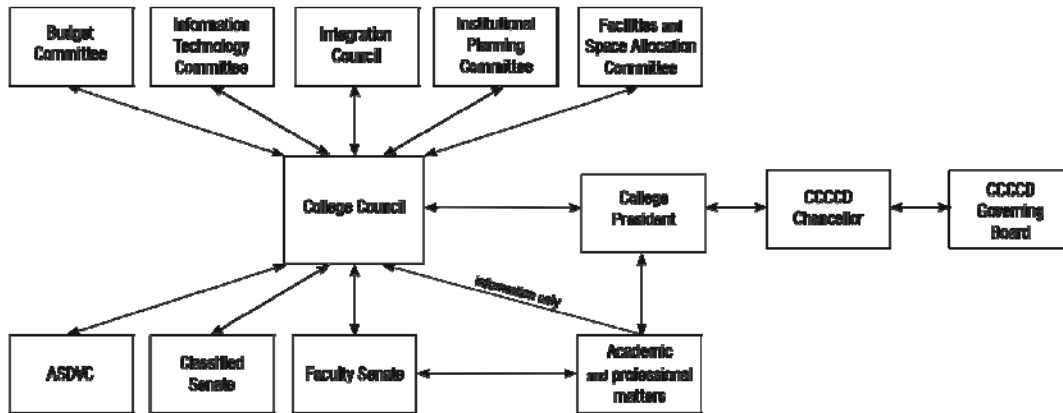 Budget
Committee
Information
Technology
Committee
Integration
Council
Institutional
Planning
Committee
Facilities and
Space Allocation
Committee
College Council
College
President
CCCCD
Chancellor
CCCCD
Governing
Board
information only
ASDVC
Classified
Senate
Faculty Senate
Academic
and professional
matters